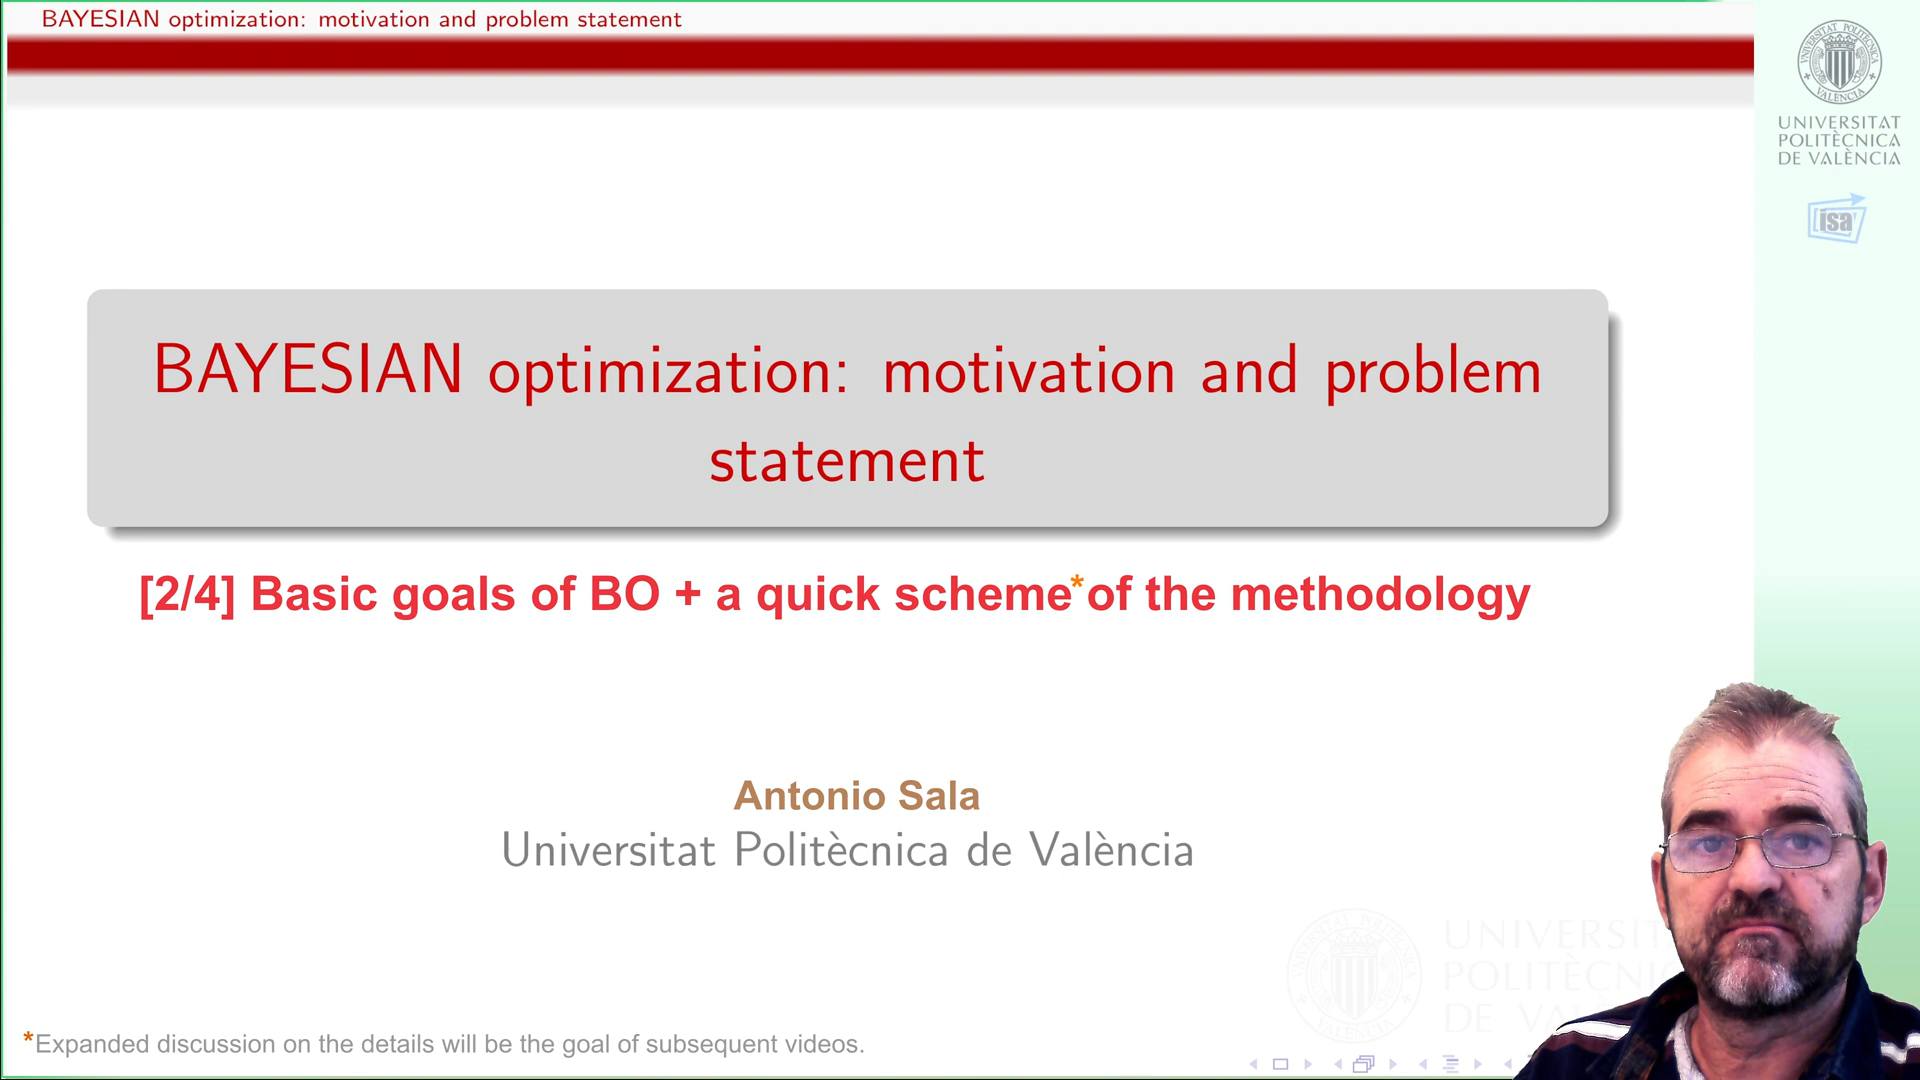 BAYESIAN optimization: motivation and problem statement
UNIVERSITAT
POLITÈCNICA
DE VALÈNCIA
isa
BAYESIAN optimization: motivation and problem
statement
[2/4] Basic goals of BO + a quick scheme* of the methodology
Antonio Sala
Universitat Politècnica de València
*Expanded discussion on the details will be the goal of subsequent videos.